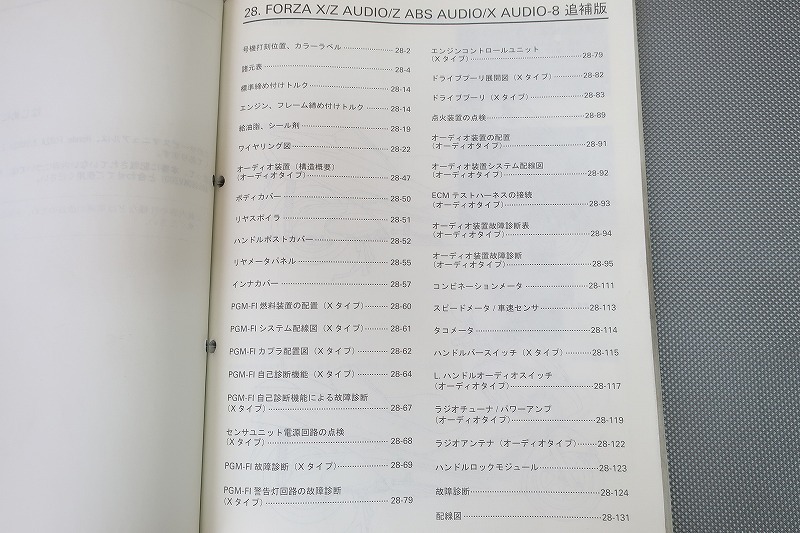 28. FORZA X/Z AUDIO/Z ABS AUDIO/X AUDIO-8 追補版
号機打刻位置、カラーラベル 28-2
諸元表 28-4
標準締め付けトルク 28-14
エンジン、フレーム締め付けトルク 28-14
給油脂、シール剤 28-19
ワイヤリング図 28-22
オーディオ装置(構造概要)
(オーディオタイプ) 28-47
ボディカバー 28-50
リヤスポイラ 28-51
ハンドルポストカバー 28-52
リヤメータパネル 28-55
インナカバー 28-57
PGM-FI 燃料装置の配置(X タイプ) 28-60
PGM-FI システム配線図(X タイプ) 28-61
PGM-FI カプラ配置図(X タイプ) 28-62
PGM-FI 自己診断機能(X タイプ) 28-64
PGM-FI 自己診断機能による故障診断
(X タイプ) 28-67
センサユニット電源回路の点検
(X タイプ) 28-68
PGM-FI 故障診断(X タイプ) 28-69
PGM-FI 警告灯回路の故障診断
(X タイプ) 28-79
エンジンコントロールユニット
(X タイプ) 28-79
ドライブプーリ展開図(X タイプ) 28-82
ドライブプーリ(X タイプ) 28-83
点火装置の点検 28-89
オーディオ装置の配置
(オーディオタイプ) 28-91
オーディオ装置システム配線図
(オーディオタイプ) 28-92
ECM テストハーネスの接続
(オーディオタイプ) 28-93
オーディオ装置故障診断表
(オーディオタイプ) 28-94
オーディオ装置故障診断
(オーディオタイプ) 28-95
コンビネーションメータ 28-111
スピードメータ/車速センサ 28-113
タコメータ 28-114
ハンドルバースイッチ(X タイプ) 28-115
L. ハンドルオーディオスイッチ
(オーディオタイプ) 28-117
ラジオチューナ/パワーアンプ
(オーディオタイプ) 28-119
ラジオアンテナ(オーディオタイプ) 28-122
ハンドルロックモジュール 28-123
故障診断 28-124
配線図 28-131